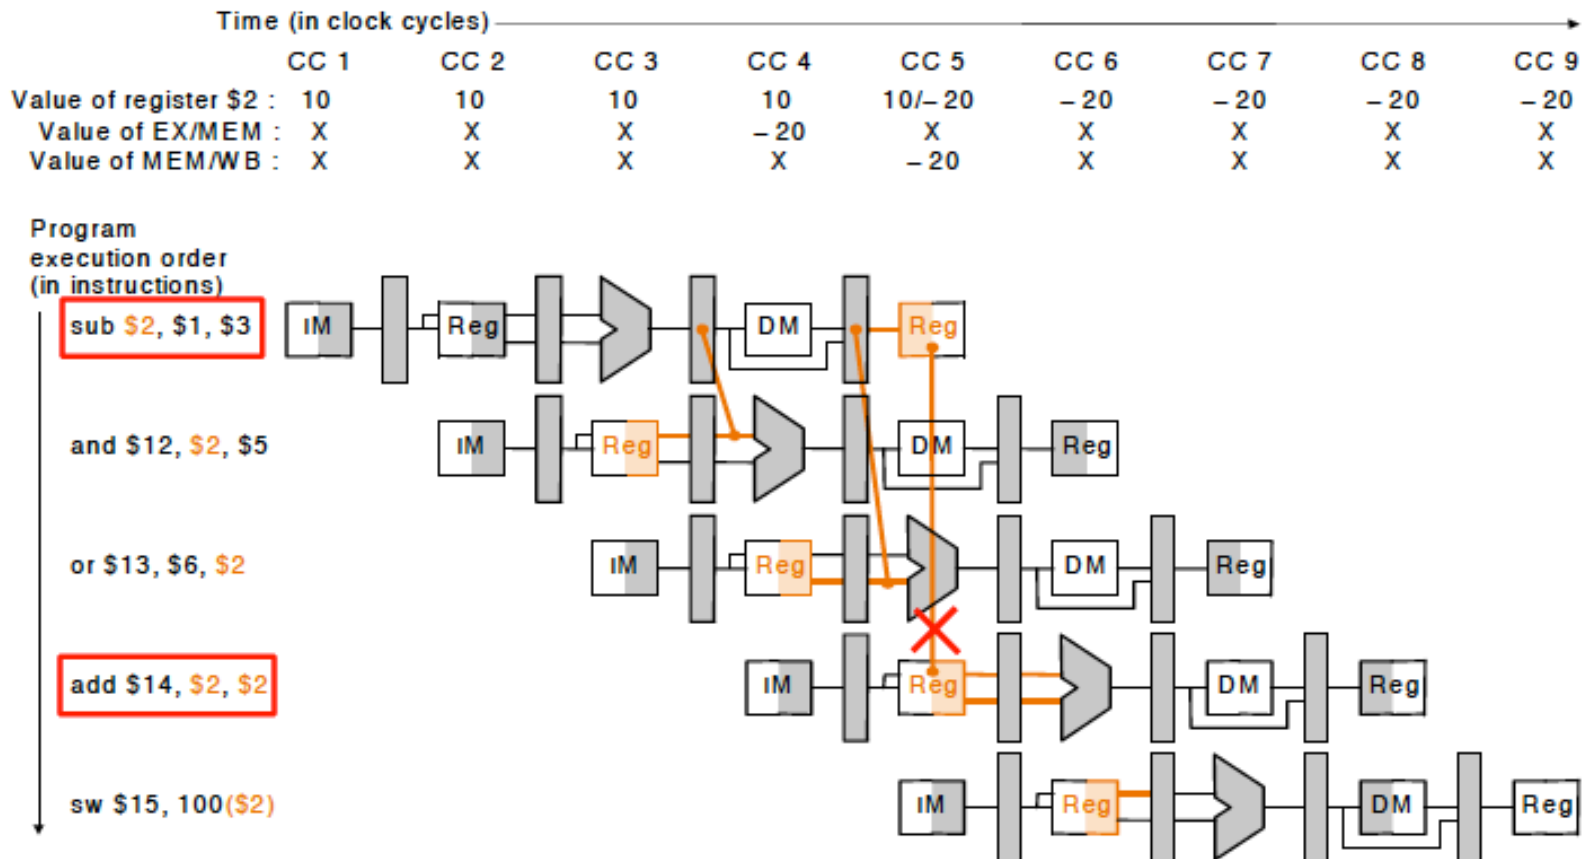 Time (in clock cycles)
CC 1 CC 2 CC 3 CC 4 CC 5 CC 6 CC 7 CC 8 CC 9
Value of register $2 : 10 10 10 10 10/– 20 – 20 – 20 – 20 – 20
Value of EX/MEM : X X X – 20 X X X X X
Value of MEM/WB : X X X X – 20 X X X X
Program
execution order
(in instructions)
sub $2, $1, $3 IM Reg DM Reg
and $12, $2, $5 IM Reg DM Reg
or $13, $6, $2 IM Reg DM Reg
add $14, $2, $2 IM Reg DM Reg
sw $15, 100($2) IM Reg DM Reg